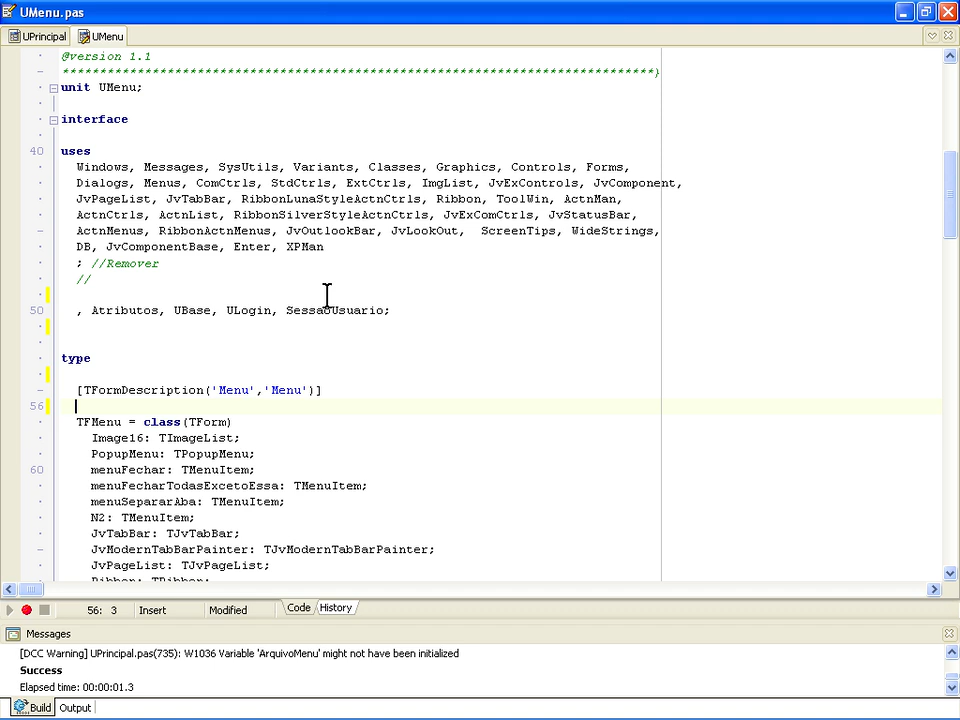 UMenu.pas
UPrincipal UMenu
@version 1.1
*******************************************************************************)
unit UMenu;
interface
40 uses
Windows, Messages, SysUtils, Variants, Classes, Graphics, Controls, Forms,
Dialogs, Menus, ComCtrls, StdCtrls, ExtCtrls, ImgList, JvExControls, JvComponent,
JvPageList, JvTabBar, RibbonLunaStyleActnCtrls, Ribbon, ToolWin, ActnMan,
ActnCtrls, ActnList, RibbonSilverStyleActnCtrls, JvExComCtrls, JvStatusBar,
ActnMenus, RibbonActnMenus, JvOutlookBar, JvLookOut,  ScreenTips, WideStrings,
DB, JvComponentBase, Enter, XPMan
; //Remover
//
50 , Atributos, UBase, ULogin, SessaoUsuario;
type
[TFormDescription('Menu','Menu')]
56
TFMenu = class(TForm)
Image16: TImageList;
PopupMenu: TPopupMenu;
60 menuFechar: TMenuItem;
menuFecharTodasExcetoEssa: TMenuItem;
menuSepararAba: TMenuItem;
N2: TMenuItem;
JvTabBar: TJvTabBar;
JvModernTabBarPainter: TJvModernTabBarPainter;
JvPageList: TJvPageList;
Ribbon: TRibbon;
56: 3 Insert Modified Code History
Messages
[DCC Warning] UPrincipal.pas(735): W1036 Variable 'ArquivoMenu' might not have been initialized
Success
Elapsed time: 00:00:01.3
Build Output